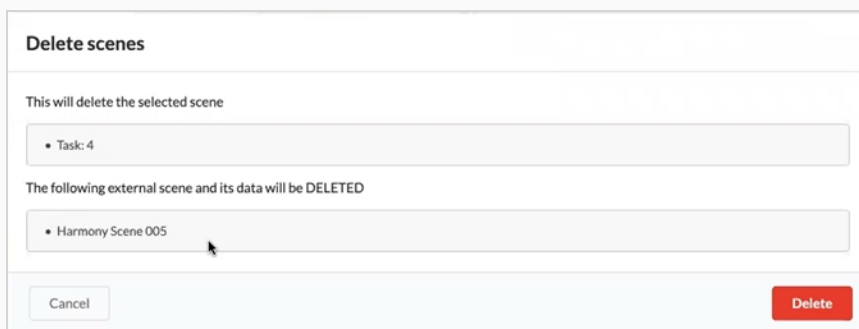 Delete scenes
This will delete the selected scene
• Task: 4
The following external scene and its data will be DELETED
• Harmony Scene 005
Cancel
Delete